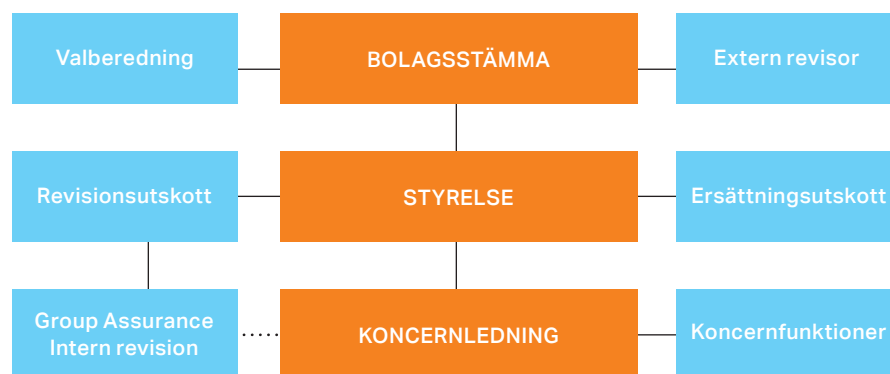 Valberedning
BOLAGSSTÄMMA
Extern revisor
Revisionsutskott
STYRELSE
Ersättningsutskott
Group Assurance
Intern revision
KONCERNLEDNING
Koncernfunktioner